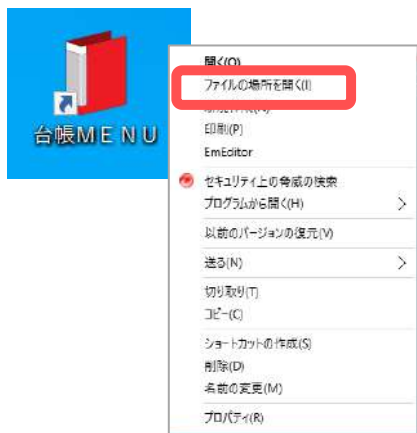 台帳ＭＥＮＵ
開く(O)
ファイルの場所を開く(I)
印刷(P)
EmEditor
セキュリティ上の脅威の検索
プログラムから開く(H)
以前のバージョンの復元(V)
送る(N)
切り取り(T)
コピー(C)
ショートカットの作成(S)
削除(D)
名前の変更(M)
プロパティ(R)